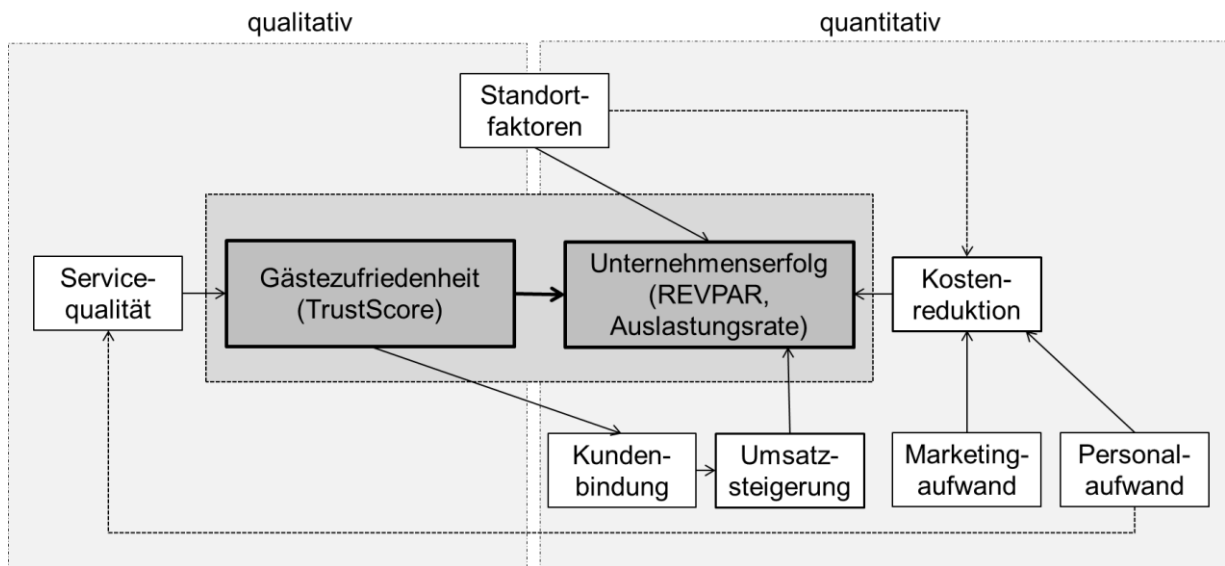 qualitativ
quantitativ
Standort-
faktoren
Service-
qualität
Gästezufriedenheit
(TrustScore)
Unternehmenserfolg
(REVPAR,
Auslastungsrate)
Kosten-
reduktion
Kunden-
bindung
Umsatz-
steigerung
Marketing-
aufwand
Personal-
aufwand